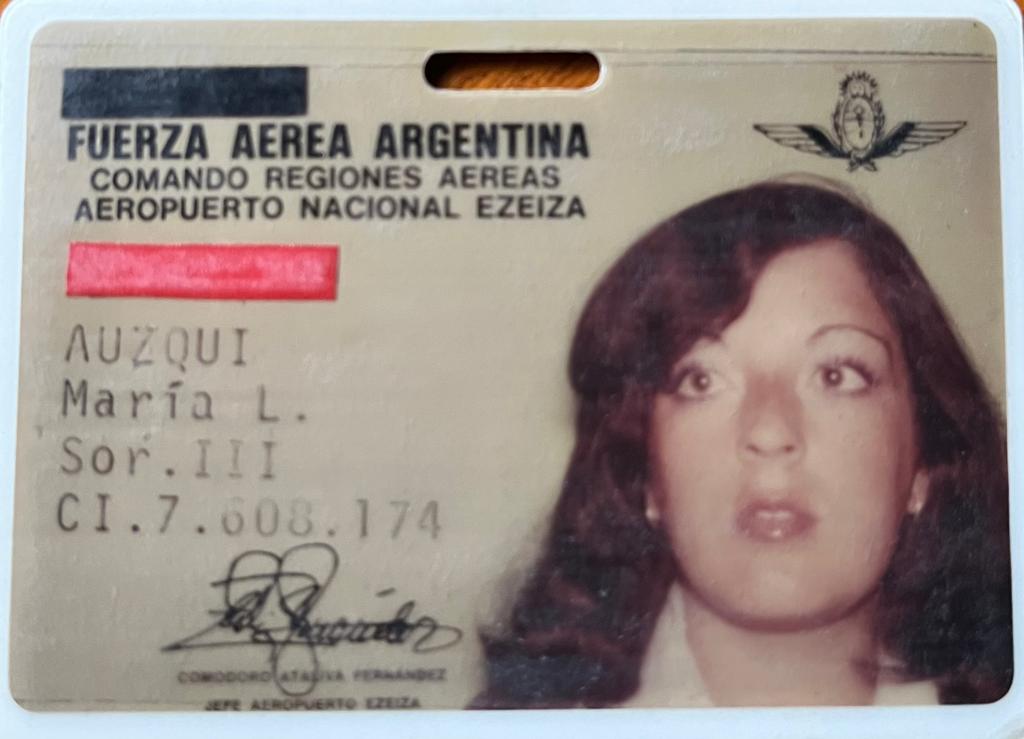 FUERZA AEREA ARGENTINA
COMANDO REGIONES AEREAS
AEROPUERTO NACIONAL EZEIZA
AUZQUI
María L.
Sor.III
CI.7.608.174
COMODORO ATALIVA FERNÁNDEZ
JEFE AEROPUERTO EZEIZA